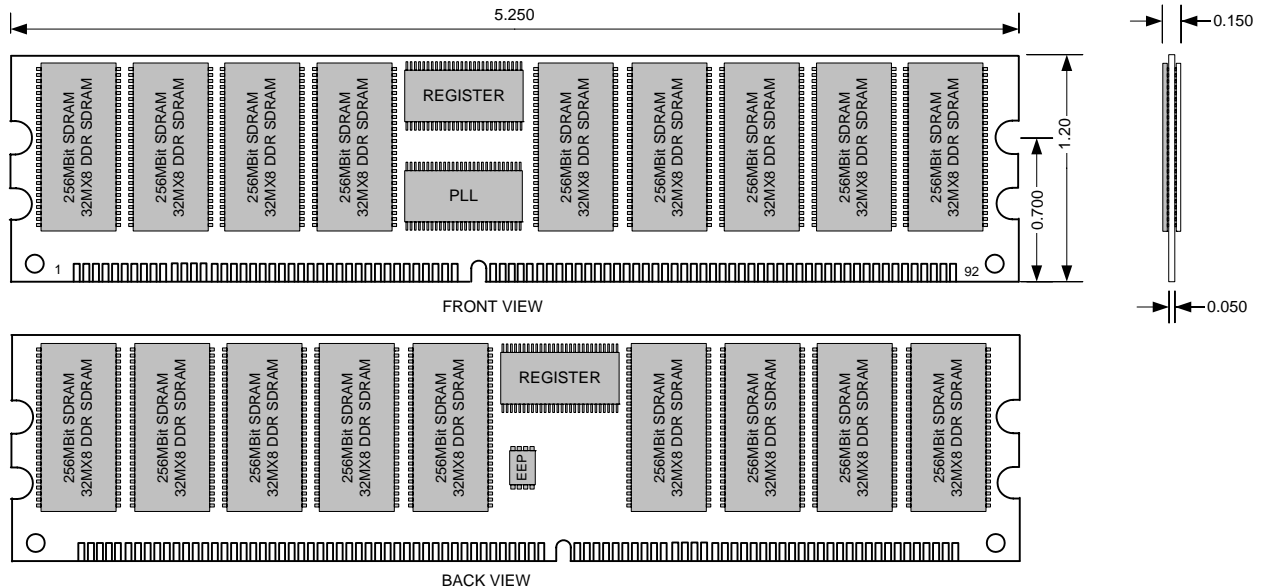 5.250
0.150
256MBit SDRAM
32MX8 DDR SDRAM
256MBit SDRAM
32MX8 DDR SDRAM
256MBit SDRAM
32MX8 DDR SDRAM
256MBit SDRAM
32MX8 DDR SDRAM
REGISTER
PLL
256MBit SDRAM
32MX8 DDR SDRAM
256MBit SDRAM
32MX8 DDR SDRAM
256MBit SDRAM
32MX8 DDR SDRAM
256MBit SDRAM
32MX8 DDR SDRAM
256MBit SDRAM
32MX8 DDR SDRAM
0.700
1.20
1
92
FRONT VIEW
0.050
256MBit SDRAM
32MX8 DDR SDRAM
256MBit SDRAM
32MX8 DDR SDRAM
256MBit SDRAM
32MX8 DDR SDRAM
256MBit SDRAM
32MX8 DDR SDRAM
256MBit SDRAM
32MX8 DDR SDRAM
REGISTER
EEP
256MBit SDRAM
32MX8 DDR SDRAM
256MBit SDRAM
32MX8 DDR SDRAM
256MBit SDRAM
32MX8 DDR SDRAM
256MBit SDRAM
32MX8 DDR SDRAM
BACK VIEW